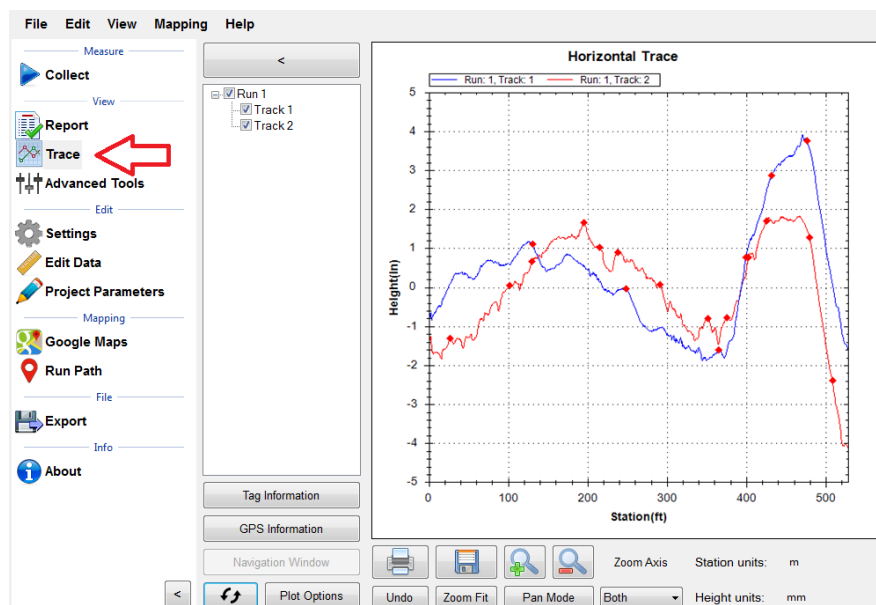 File Edit View Mapping Help
Measure
Collect
View
Report
Trace
Advanced Tools
Edit
Settings
Edit Data
Project Parameters
Mapping
Google Maps
Run Path
File
Export
Info
About
<
<
Run 1
Track 1
Track 2
Tag Information
GPS Information
Navigation Window
Plot Options
Horizontal Trace
Run: 1, Track: 1 Run: 1, Track: 2
Height(in)
5
4
3
2
1
0
-1
-2
-3
-4
-5
0 100 200 300 400 500
Station(ft)
Zoom Axis Station units: m
Undo Zoom Fit Pan Mode Both Height units: mm